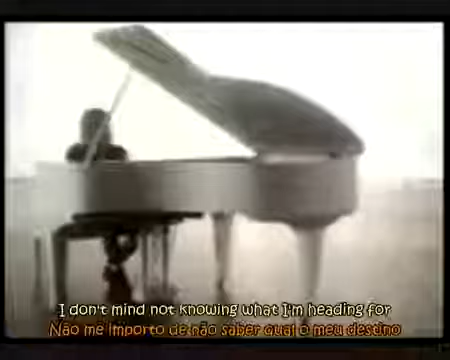 I don't mind not knowing what I'm heading for
Não me importo de não saber qual o meu destino